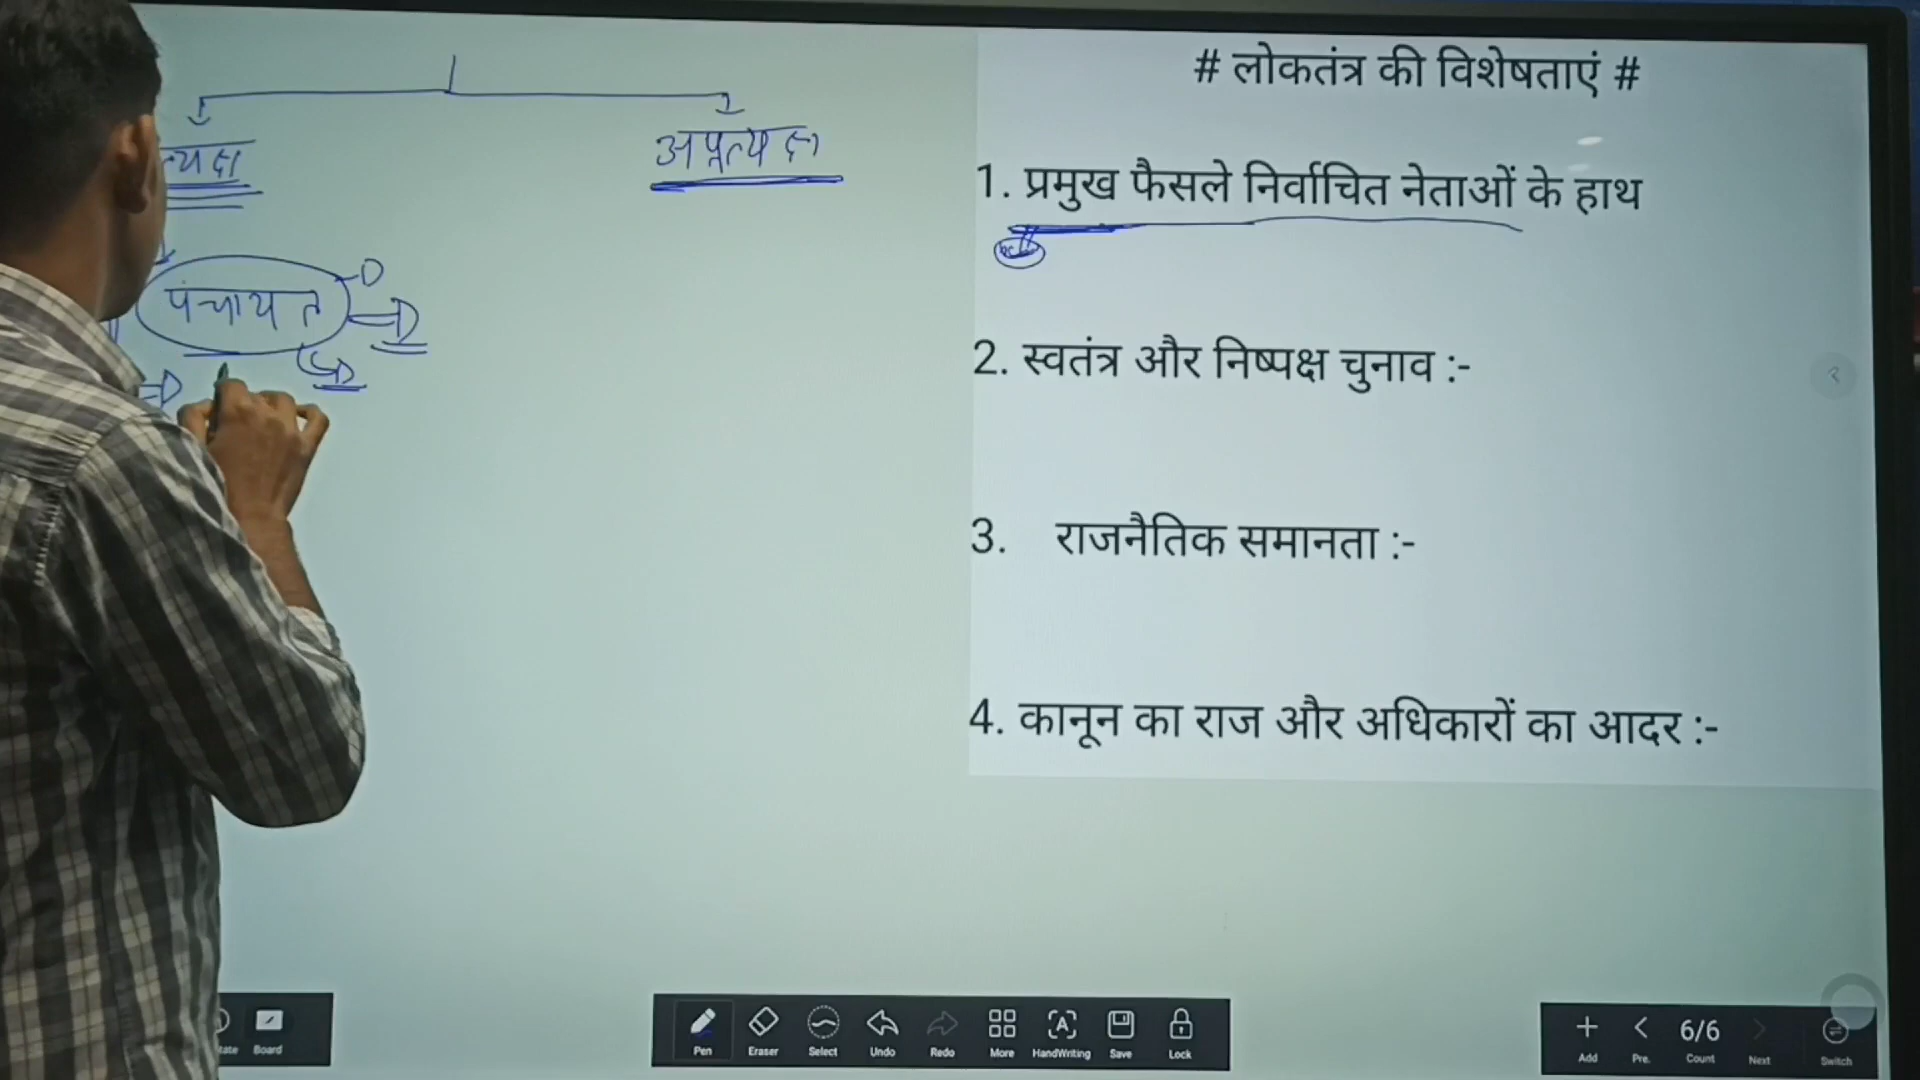 # लोकतंत्र की विशेषताएं #
त्यक्ष
अप्रत्यक्ष
1. प्रमुख फैसले निर्वाचित नेताओं के हाथ
पंचायत
2. स्वतंत्र और निष्पक्ष चुनाव :-
3. राजनैतिक समानता :-
4. कानून का राज और अधिकारों का आदर :-
Board
Pen Eraser Select Undo Redo More HandWriting Save Lock
6/6
Add Pre. Count Next Switch